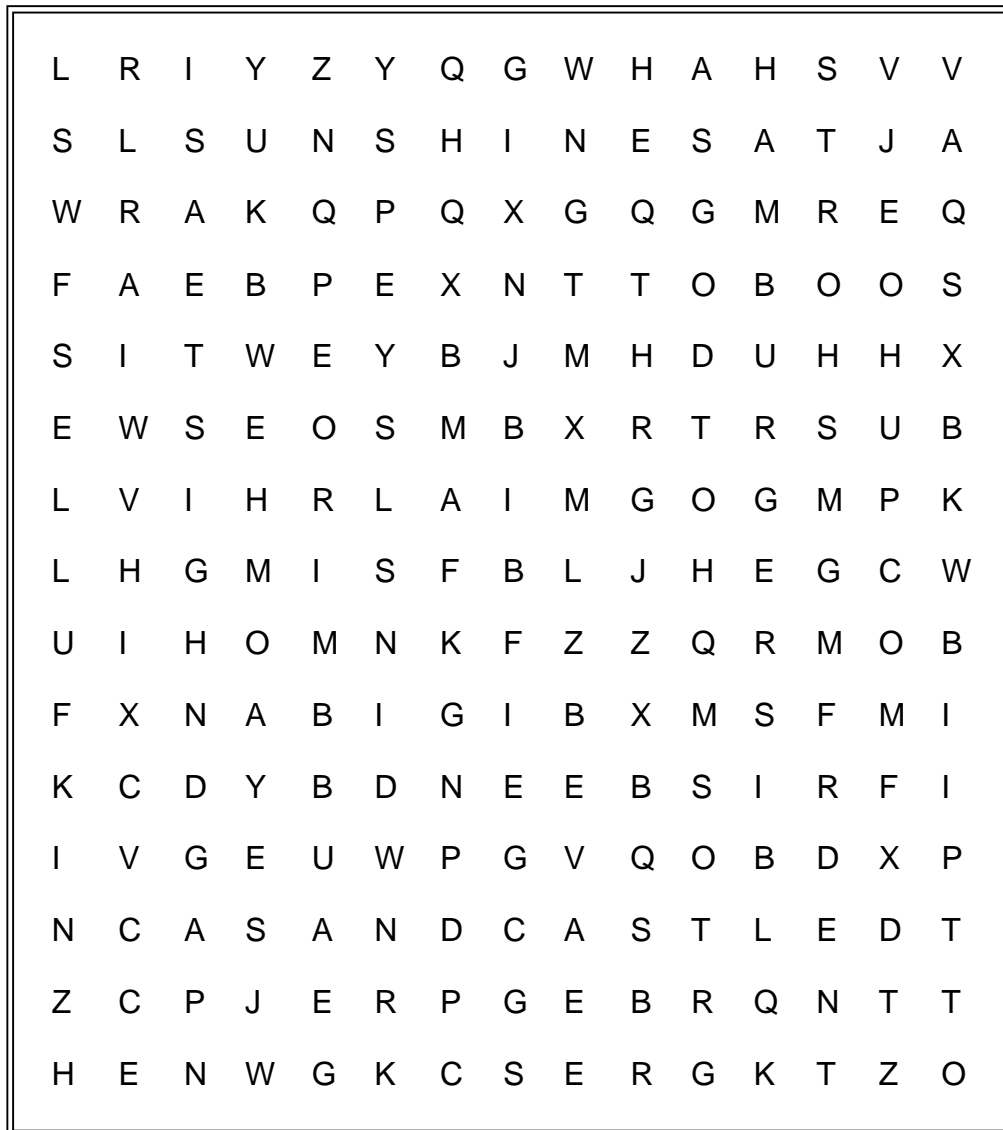 L R I Y Z Y Q G W H A H S V V
S L S U N S H I N E S A T J A
W R A K Q P Q X G Q G M R E Q
F A E B P E X N T T O B O O S
S I T W E Y B J M H D U H H X
E W S E O S M B X R T R S U B
L V I H R L A I M G O G M P K
L H G M I S F B L J H E G C W
U I H O M N K F Z Z Q R M O B
F X N A B I G I B X M S F M I
K C D Y B D N E E B S I R F I
I V G E U W P G V Q O B D X P
N C A S A N D C A S T L E D T
Z C P J E R P G E B R Q N T T
H E N W G K C S E R G K T Z O